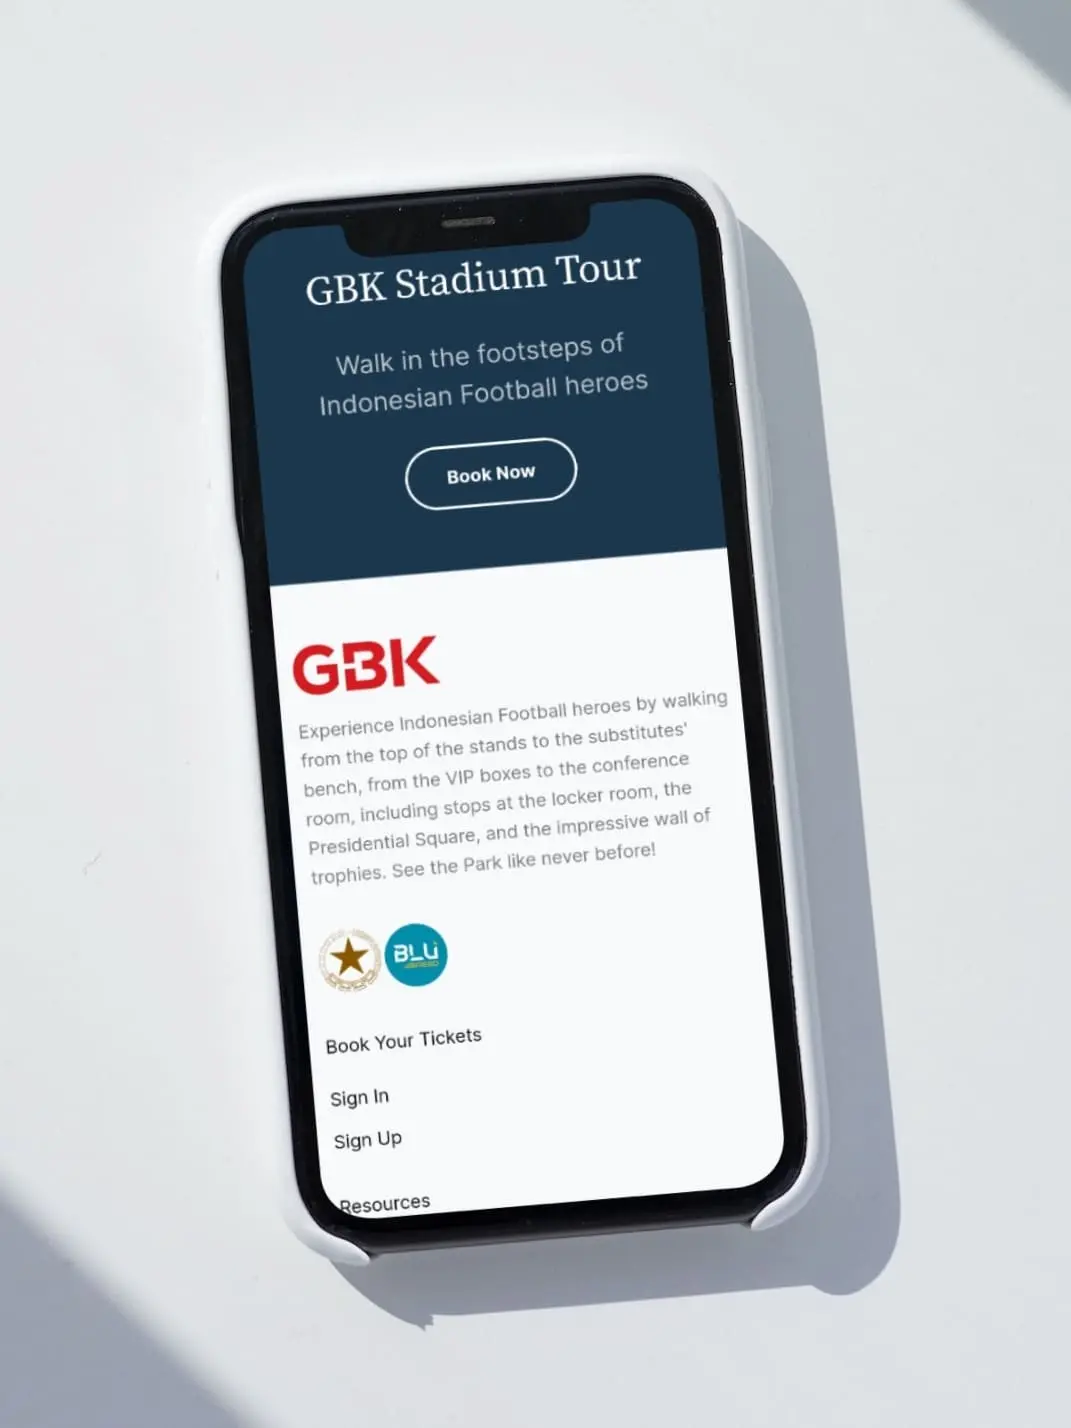 GBK Stadium Tour
Walk in the footsteps of
Indonesian Football heroes
Book Now
GBK
Experience Indonesian Football heroes by walking
from the top of the stands to the substitutes'
bench, from the VIP boxes to the conference
room, including stops at the locker room, the
Presidential Square, and the impressive wall of
trophies. See the Park like never before!
BLU
Book Your Tickets
Sign In
Sign Up
Resources